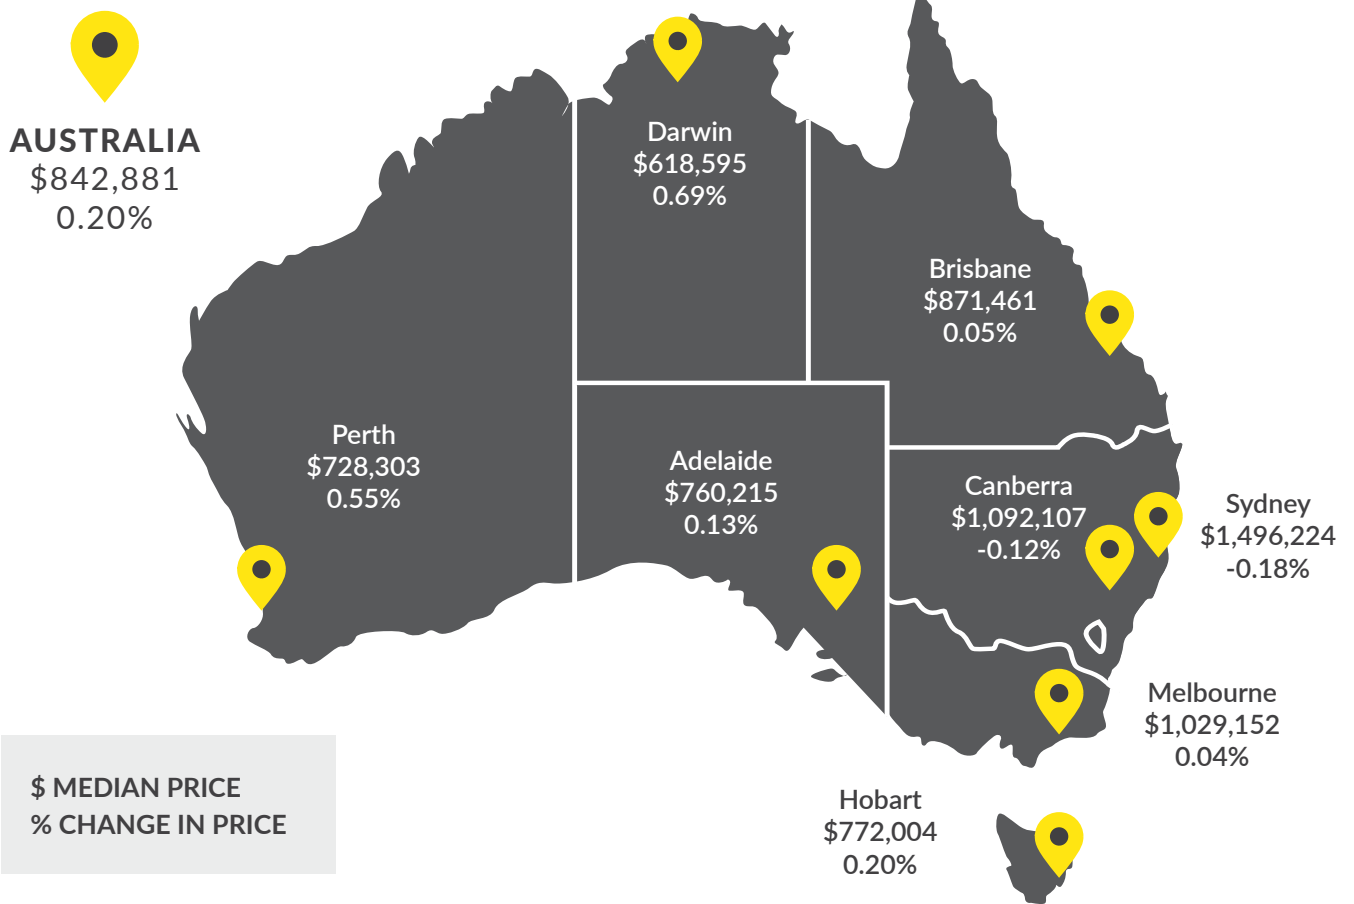 AUSTRALIA
$842,881
0.20%
Darwin
$618,595
0.69%
Brisbane
$871,461
0.05%
Perth
$728,303
0.55%
Adelaide
$760,215
0.13%
Canberra
$1,092,107
-0.12%
Sydney
$1,496,224
-0.18%
Melbourne
$1,029,152
0.04%
Hobart
$772,004
0.20%
$ MEDIAN PRICE
% CHANGE IN PRICE